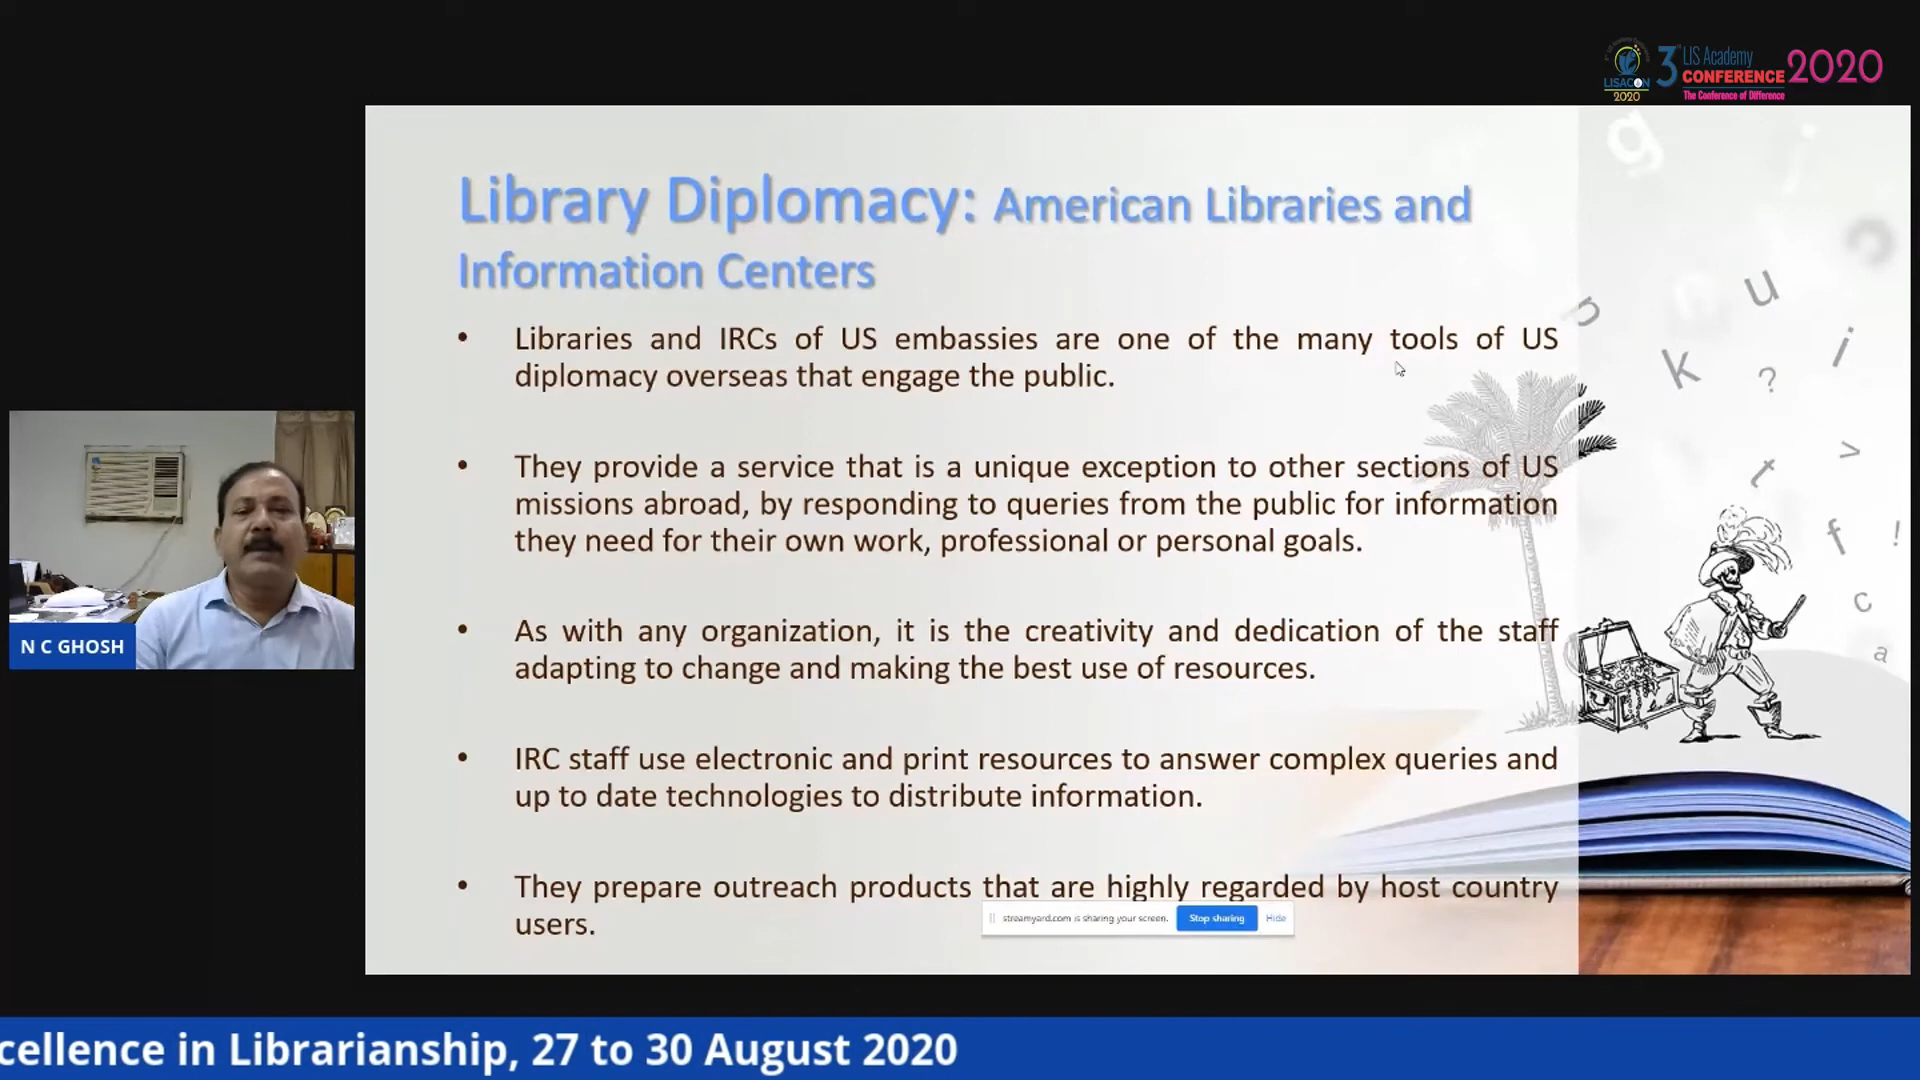 LISACON
2020
3rd LIS Academy
CONFERENCE 2020
The Conference of Difference
Library Diplomacy: American Libraries and
Information Centers
• Libraries and IRCs of US embassies are one of the many tools of US
diplomacy overseas that engage the public.
• They provide a service that is a unique exception to other sections of US
missions abroad, by responding to queries from the public for information
they need for their own work, professional or personal goals.
• As with any organization, it is the creativity and dedication of the staff
adapting to change and making the best use of resources.
• IRC staff use electronic and print resources to answer complex queries and
up to date technologies to distribute information.
• They prepare outreach products that are highly regarded by host country
users.
streamyard.com is sharing your screen. Stop sharing Hide
N C GHOSH
g
j
u
i
k
?
>
t
f
!
c
a
cellence in Librarianship, 27 to 30 August 2020